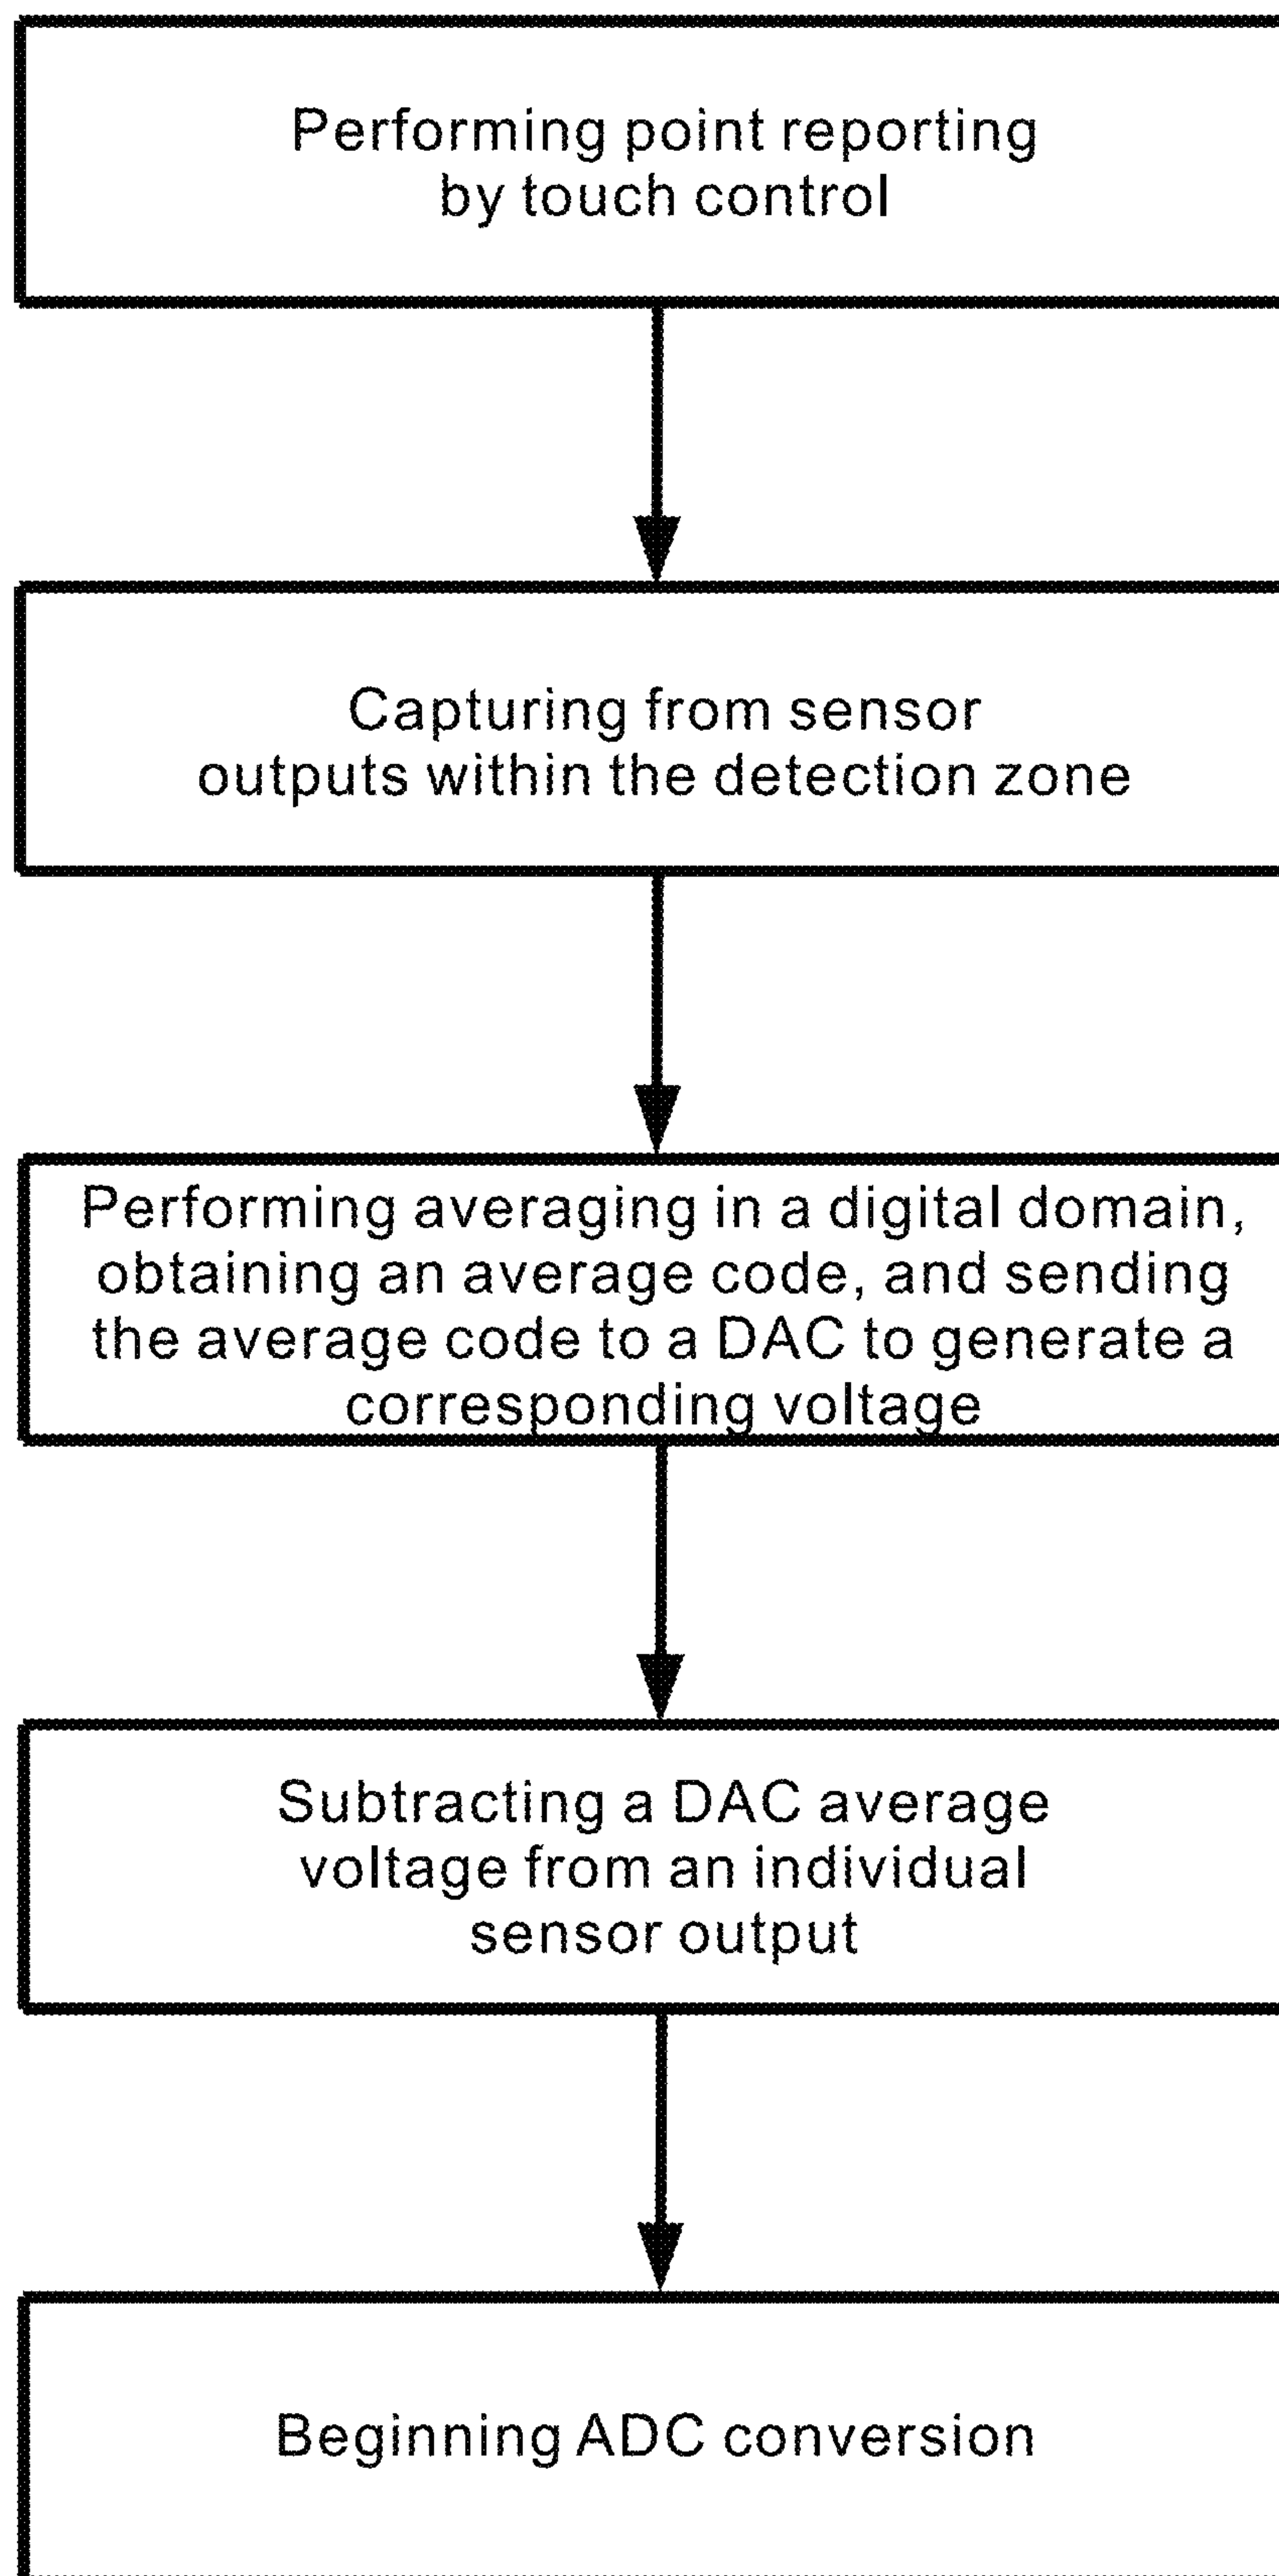 Performing point reporting
by touch control
Capturing from sensor
outputs within the detection zone
Performing averaging in a digital domain,
obtaining an average code, and sending
the average code to a DAC to generate a
corresponding voltage
Subtracting a DAC average
voltage from an individual
sensor output
Beginning ADC conversion